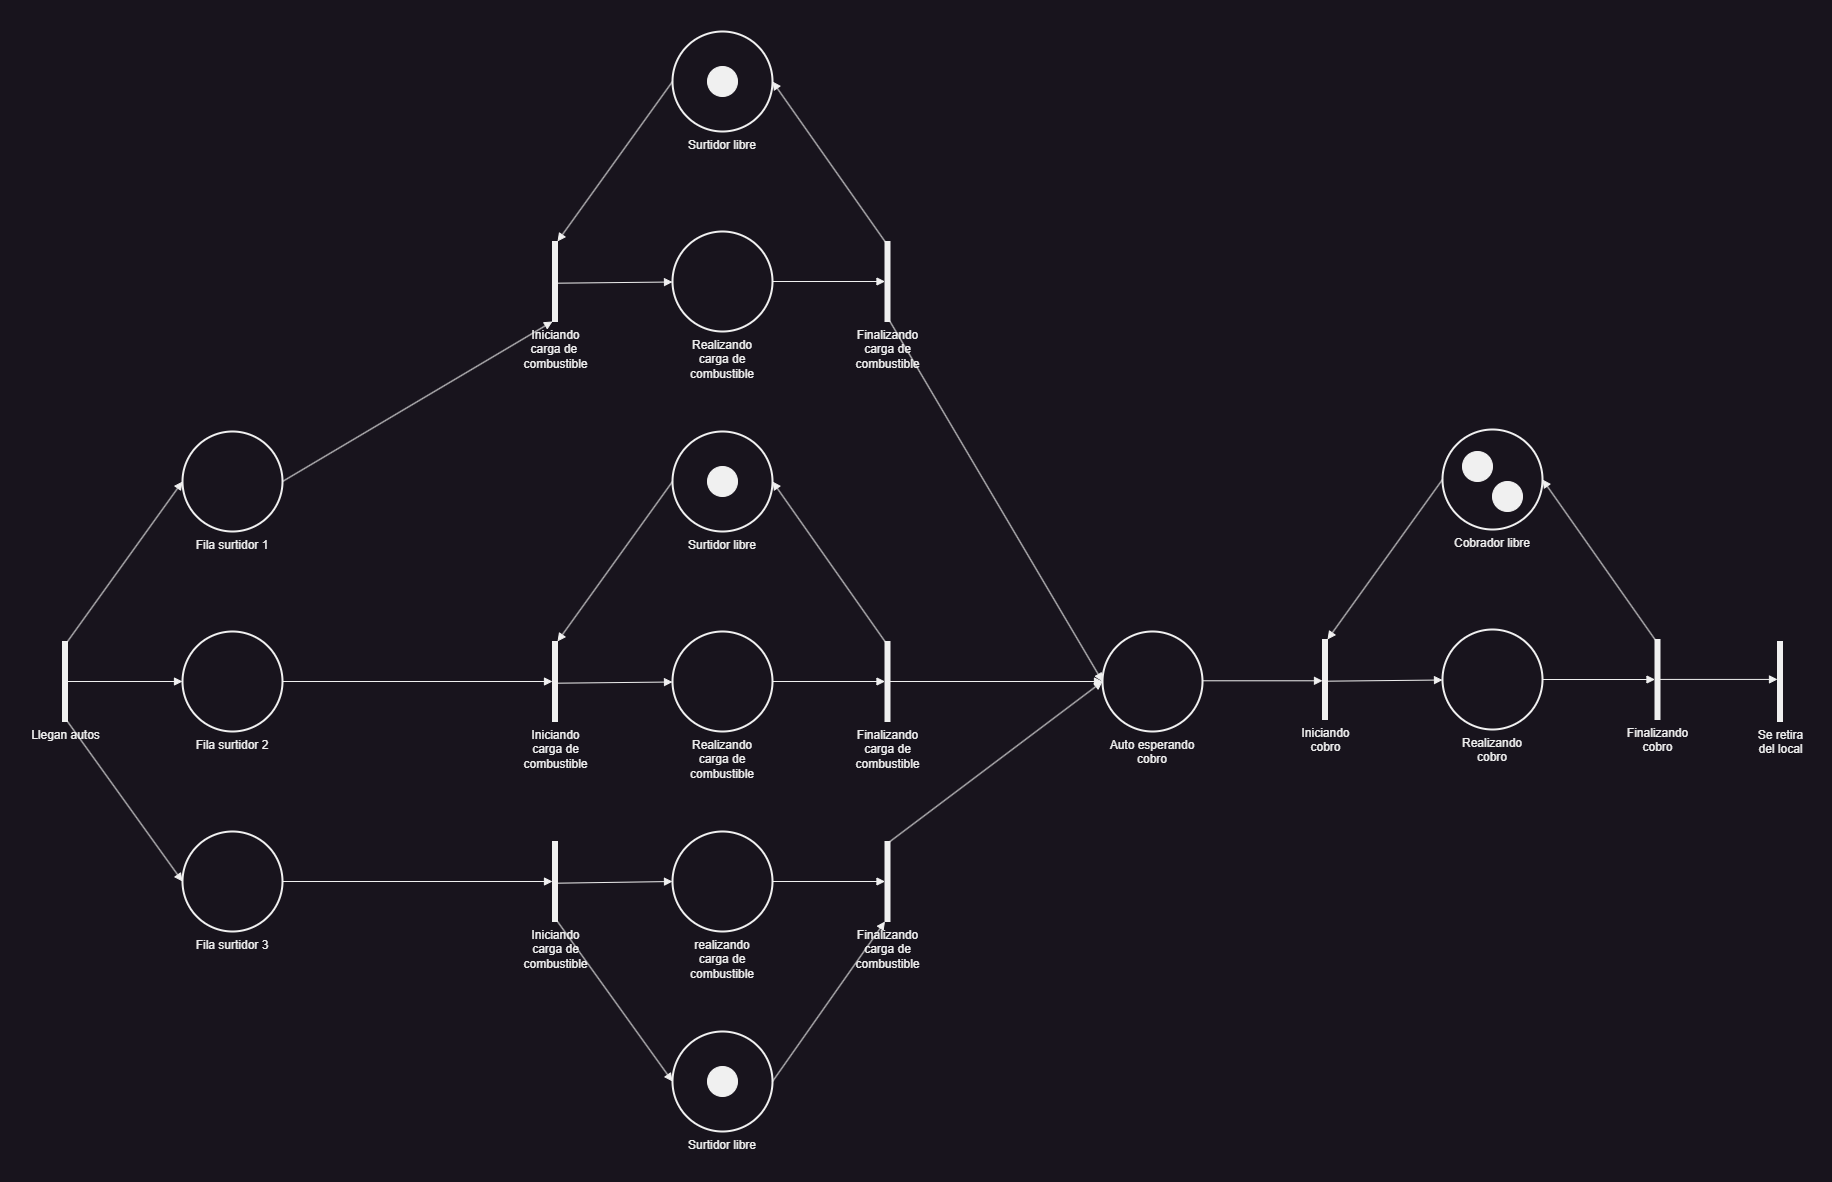 Surtidor libre
Iniciando
carga de
combustible
Realizando
carga de
combustible
Finalizando
carga de
combustible
Fila surtidor 1
Surtidor libre
Cobrador libre
Llegan autos
Fila surtidor 2
Iniciando
carga de
combustible
Realizando
carga de
combustible
Finalizando
carga de
combustible
Auto esperando
cobro
Iniciando
cobro
Realizando
cobro
Finalizando
cobro
Se retira
del local
Fila surtidor 3
Iniciando
carga de
combustible
realizando
carga de
combustible
Finalizando
carga de
combustible
Surtidor libre